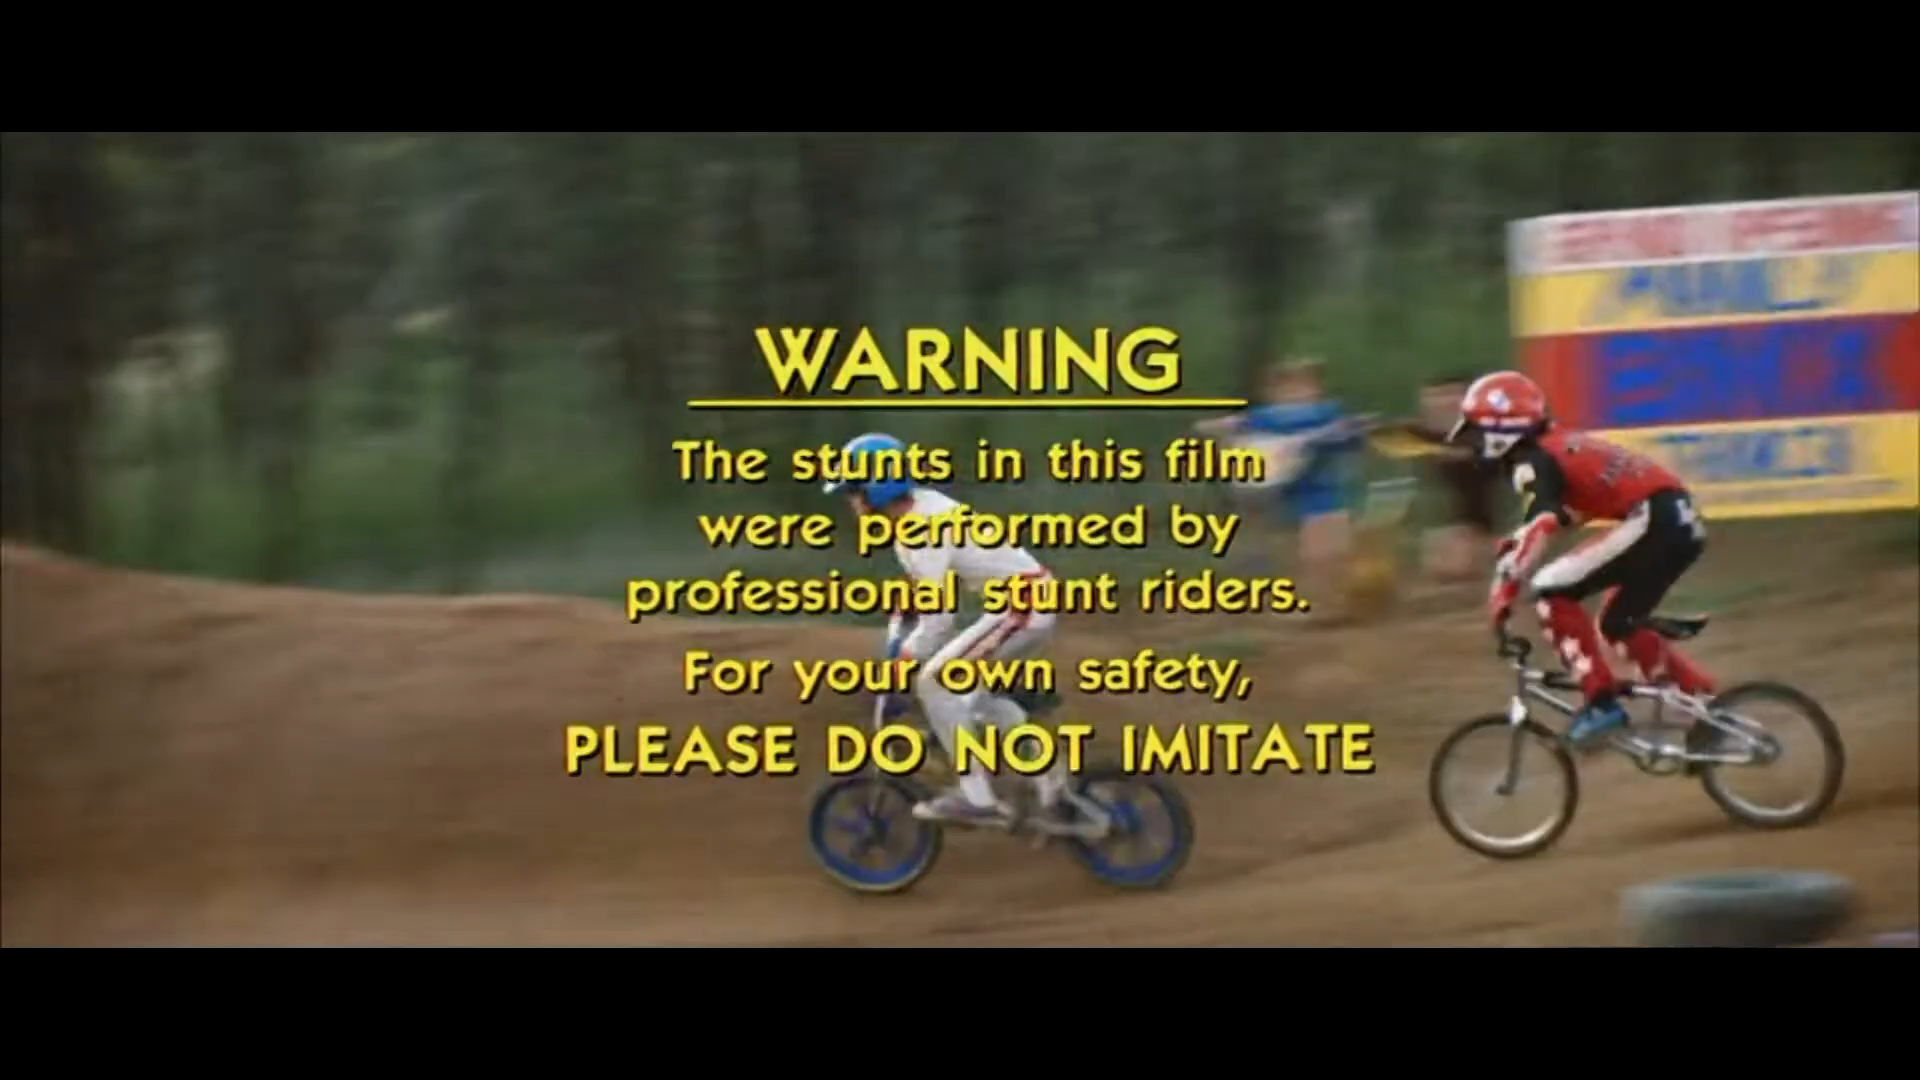 WARNING
The stunts in this film
were performed by
professional stunt riders.
For your own safety,
PLEASE DO NOT IMITATE